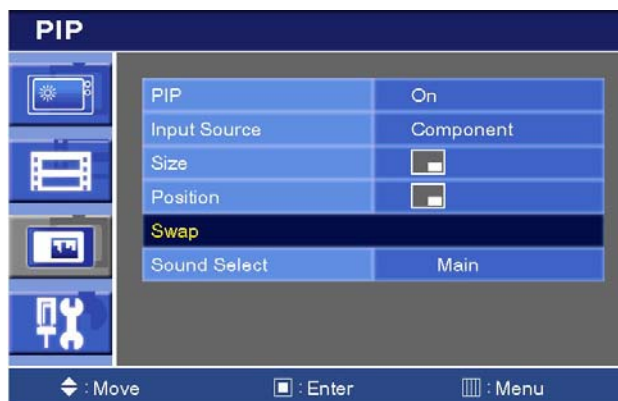 PIP
PIP On
Input Source Component
Size
Position
Swap
Sound Select Main
: Move : Enter : Menu